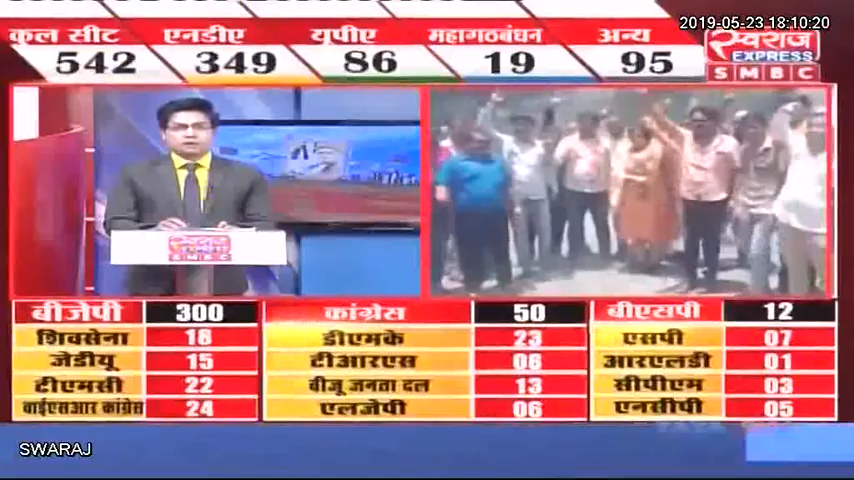 2019-05-23 18:10:20
कुल सीट एनडीए यूपीए महागठबंधन अन्य
542 349 86 19 95
स्वराज
EXPRESS
SMBC
स्वराज
SMBC
बीजेपी 300 कांग्रेस 50 बीएसपी 12
शिवसेना 18 डीएमके 23 एसपी 07
जेडीयू 15 टीआरएस 06 आरएलडी 01
टीएमसी 22 बीजू जनता दल 13 सीपीएम 03
वाईएसआर कांग्रेस 24 एलजेपी 06 एनसीपी 05
SWARAJ